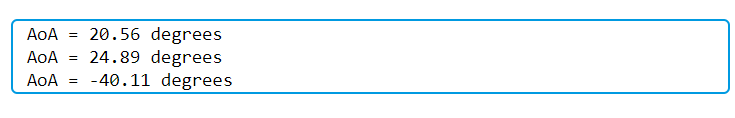 AoA = 20.56 degrees
AoA = 24.89 degrees
AoA = -40.11 degrees